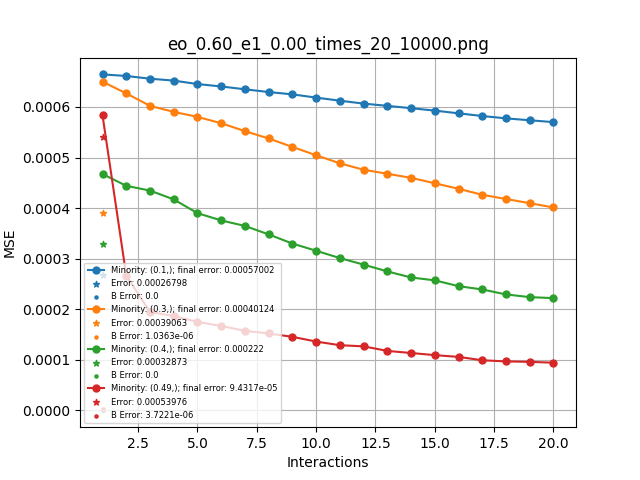 eo_0.60_e1_0.00_times_20_10000.png
MSE
0.0006
0.0005
0.0004
0.0003
0.0002
0.0001
0.0000
Minority: (0.1,); final error: 0.00057002
Error: 0.00026798
B Error: 0.0
Minority: (0.3,); final error: 0.00040124
Error: 0.00039063
B Error: 1.0363e-06
Minority: (0.4,); final error: 0.000222
Error: 0.00032873
B Error: 0.0
Minority: (0.49,); final error: 9.4317e-05
Error: 0.00053976
B Error: 3.7221e-06
2.5 5.0 7.5 10.0 12.5 15.0 17.5 20.0
Interactions